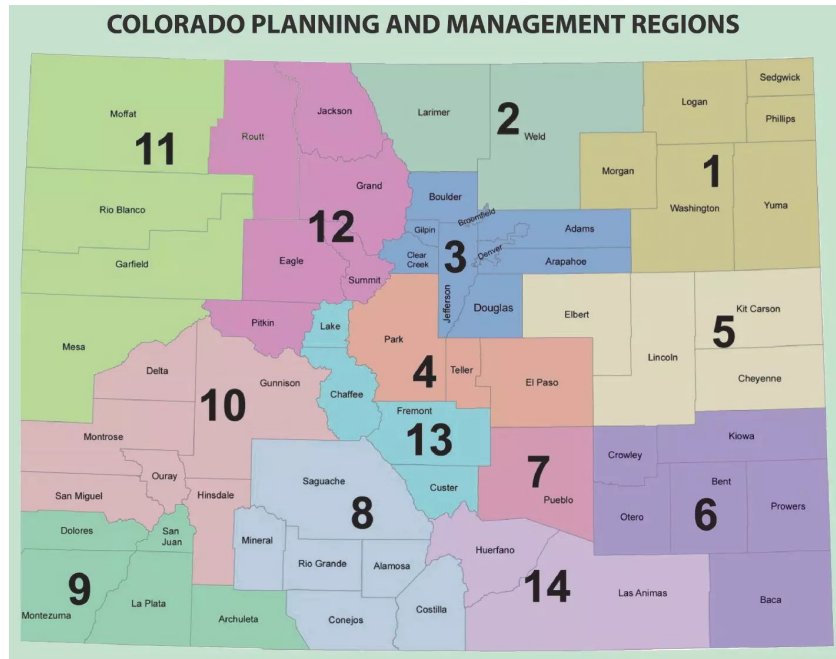 COLORADO PLANNING AND MANAGEMENT REGIONS
Moffat
11
Routt
Jackson
Larimer
2
Weld
Logan
Sedgwick
Phillips
Morgan
1
Washington
Yuma
Rio Blanco
Garfield
Grand
12
Eagle
Summit
Pitkin
Boulder
Broomfield
Gilpin
Clear
Creek
3
Denver
Adams
Arapahoe
Jefferson
Douglas
Elbert
Lincoln
5
Kit Carson
Cheyenne
Mesa
Delta
Gunnison
10
Lake
Chaffee
Park
4
Teller
El Paso
Fremont
13
Custer
Montrose
Ouray
San Miguel
Hinsdale
Saguache
8
7
Pueblo
Crowley
Kiowa
Otero
Bent
6
Prowers
Dolores
San
Juan
Mineral
Rio Grande
Alamosa
Huerfano
9
Montezuma
La Plata
Archuleta
Conejos
Costilla
14
Las Animas
Baca